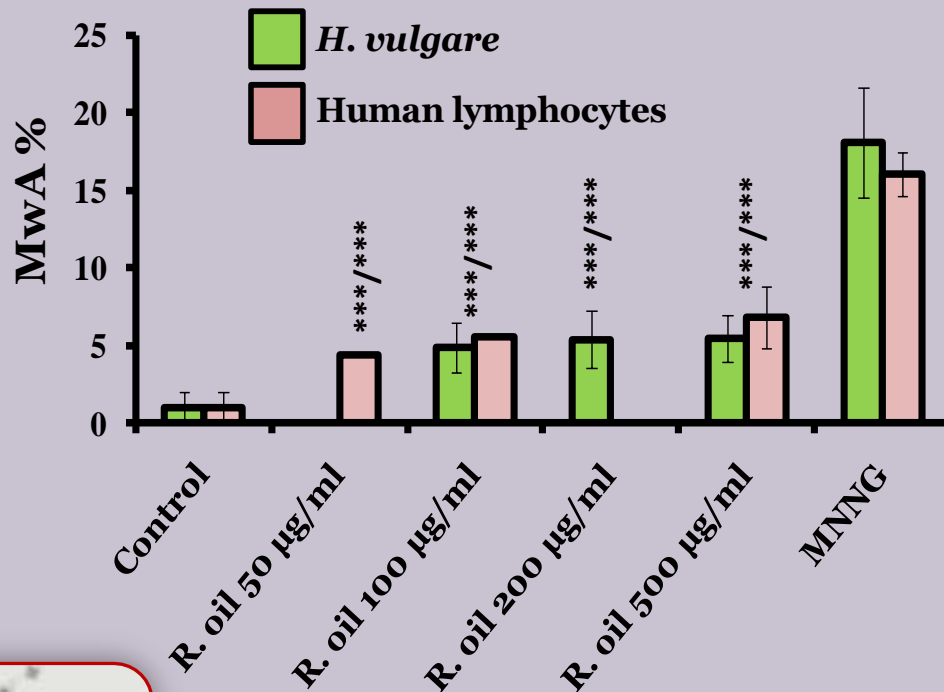 H. vulgare
Human lymphocytes
MwA %
25
20
15
10
5
0
***/***
***/***
***/***
***/***
Control
R. oil 50 µg/ml
R. oil 100 µg/ml
R. oil 200 µg/ml
R. oil 500 µg/ml
MNNG